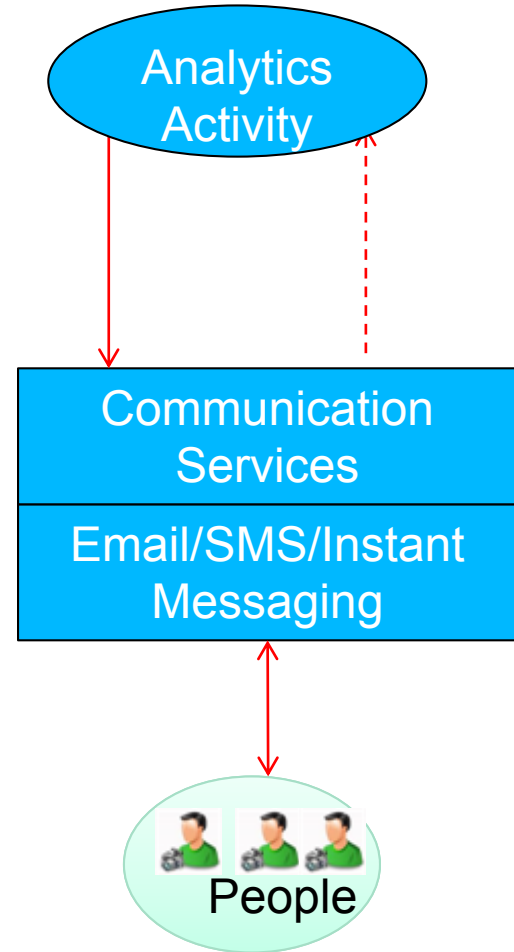 Analytics
Activity
Communication
Services
Email/SMS/Instant
Messaging
People